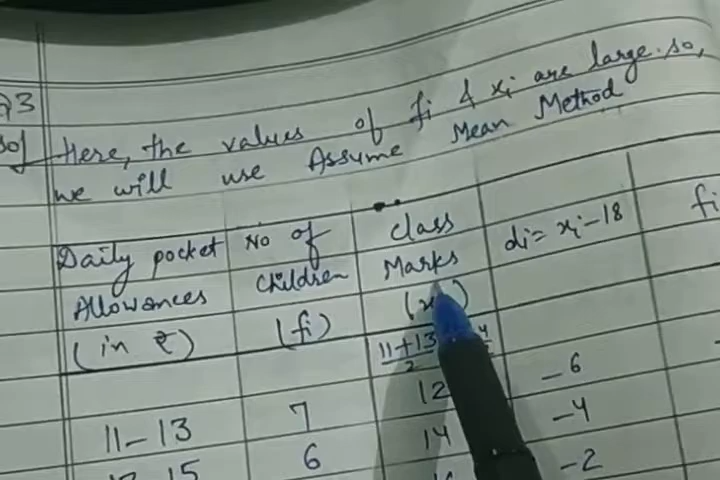 Q3
Sol Here, the values of fi & xi are large. so,
we will use Assume Mean Method
Daily pocket Allowances (in ₹)
No of Children (fi)
Class Marks
di = xi - 18
fi
11+13
2
11-13 7 12 -6
15 6 14 -4
-2